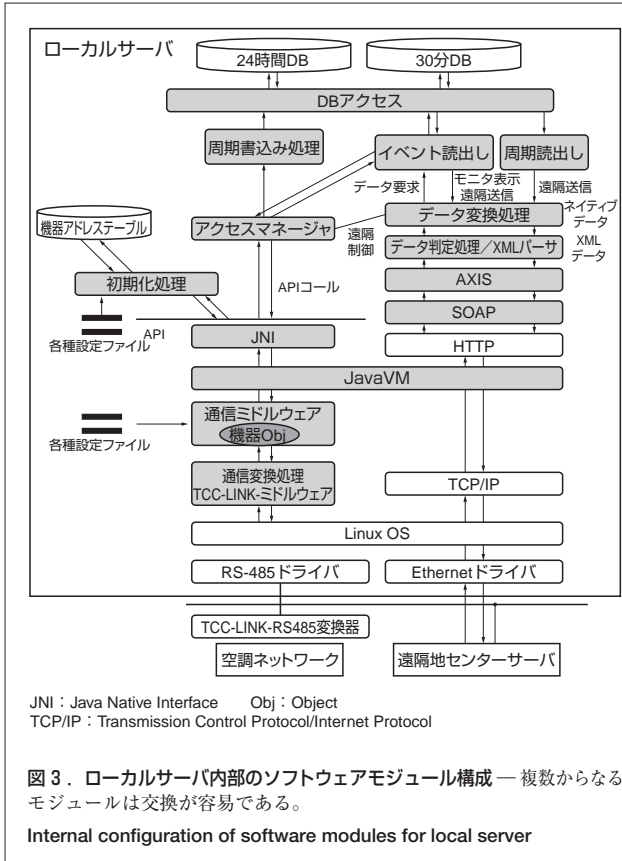 ローカルサーバ
24時間DB
30分DB
DBアクセス
周期書込み処理
イベント読出し
周期読出し
データ要求
モニタ表示
遠隔送信
遠隔送信
機器アドレステーブル
アクセスマネージャ
データ変換処理
ネイティブ
データ
遠隔
制御
データ判定処理/XMLパーサ
XML
データ
初期化処理
APIコール
AXIS
SOAP
各種設定ファイル
API
JNI
HTTP
JavaVM
通信ミドルウェア
機器Obj
各種設定ファイル
通信変換処理
TCC-LINK-ミドルウェア
TCP/IP
Linux OS
RS-485ドライバ
Ethernetドライバ
TCC-LINK-RS485変換器
空調ネットワーク
遠隔地センターサーバ
JNI:Java Native Interface Obj:Object
TCP/IP:Transmission Control Protocol/Internet Protocol
図3.ローカルサーバ内部のソフトウェアモジュール構成 — 複数からなる
モジュールは交換が容易である。
Internal configuration of software modules for local server